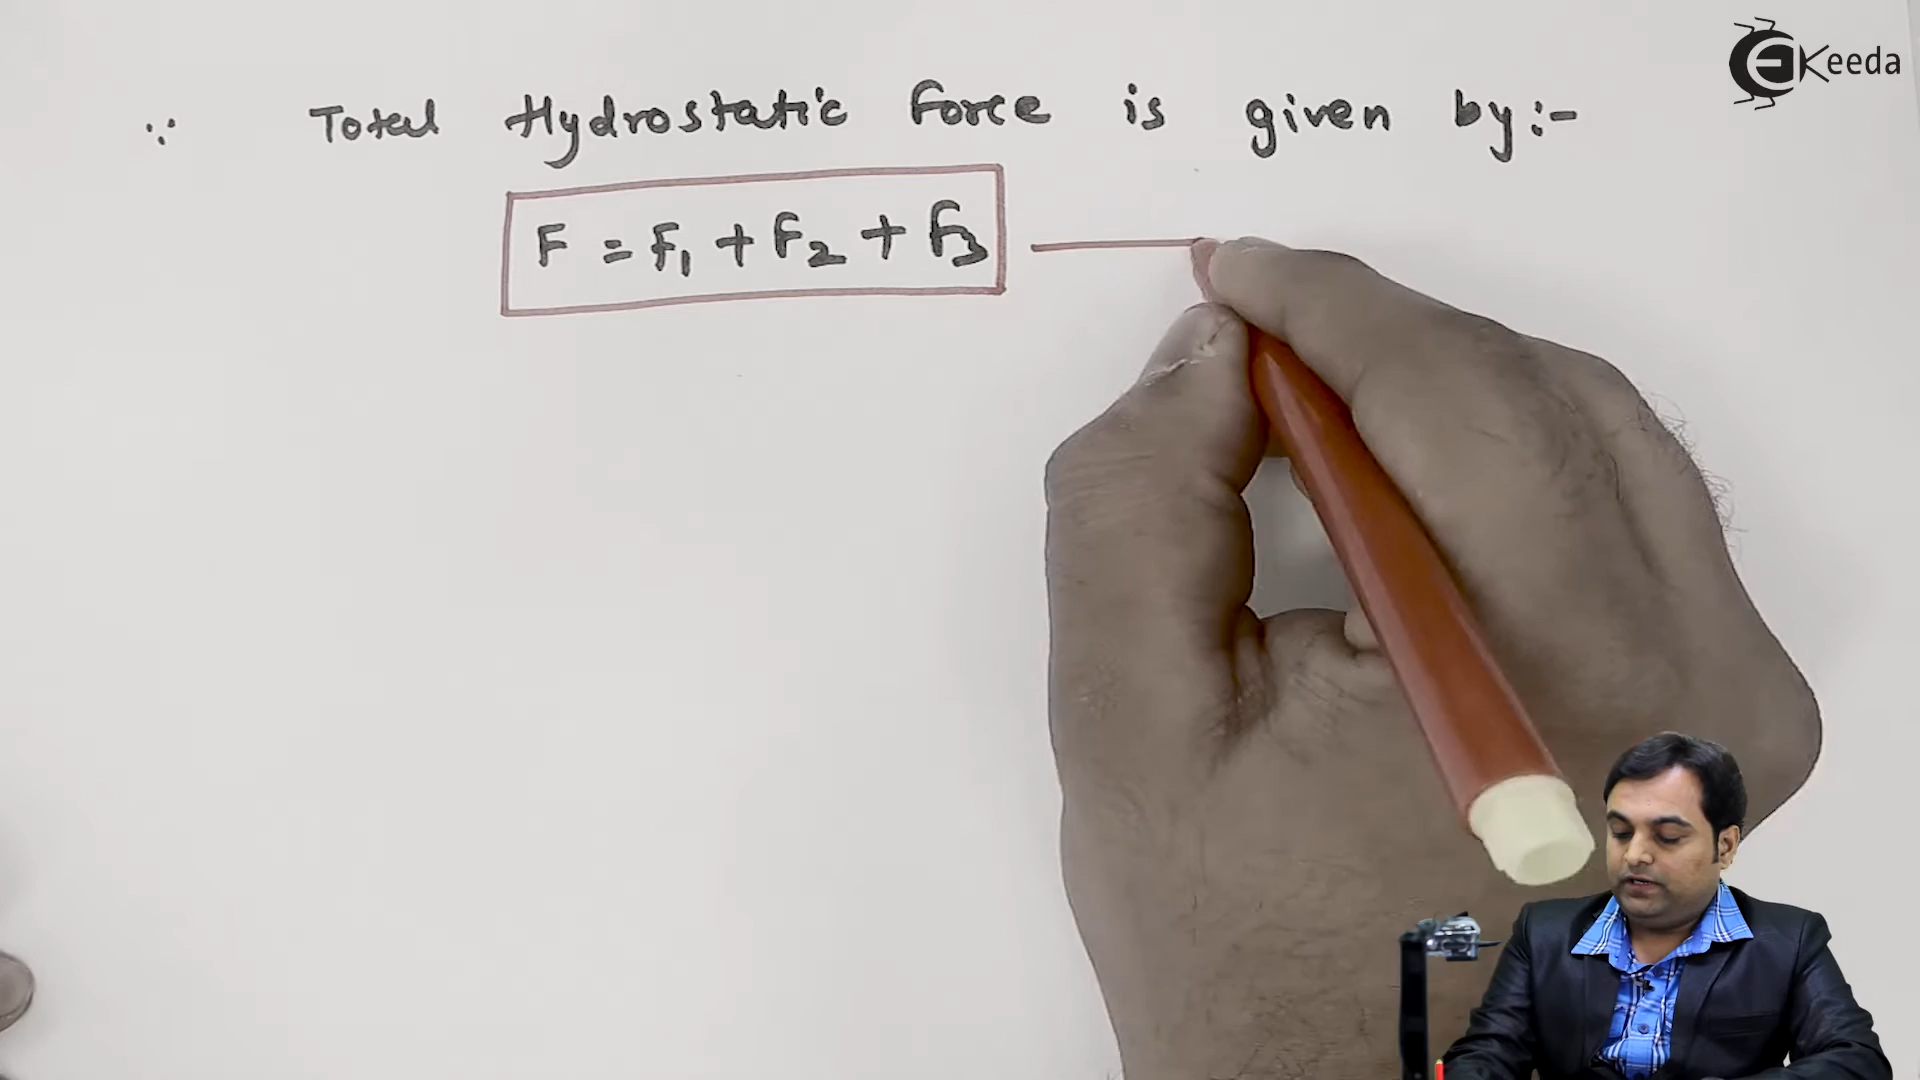 EKeeda
∵ Total Hydrostatic Force is given by:-
F = F₁ + F₂ + F₃